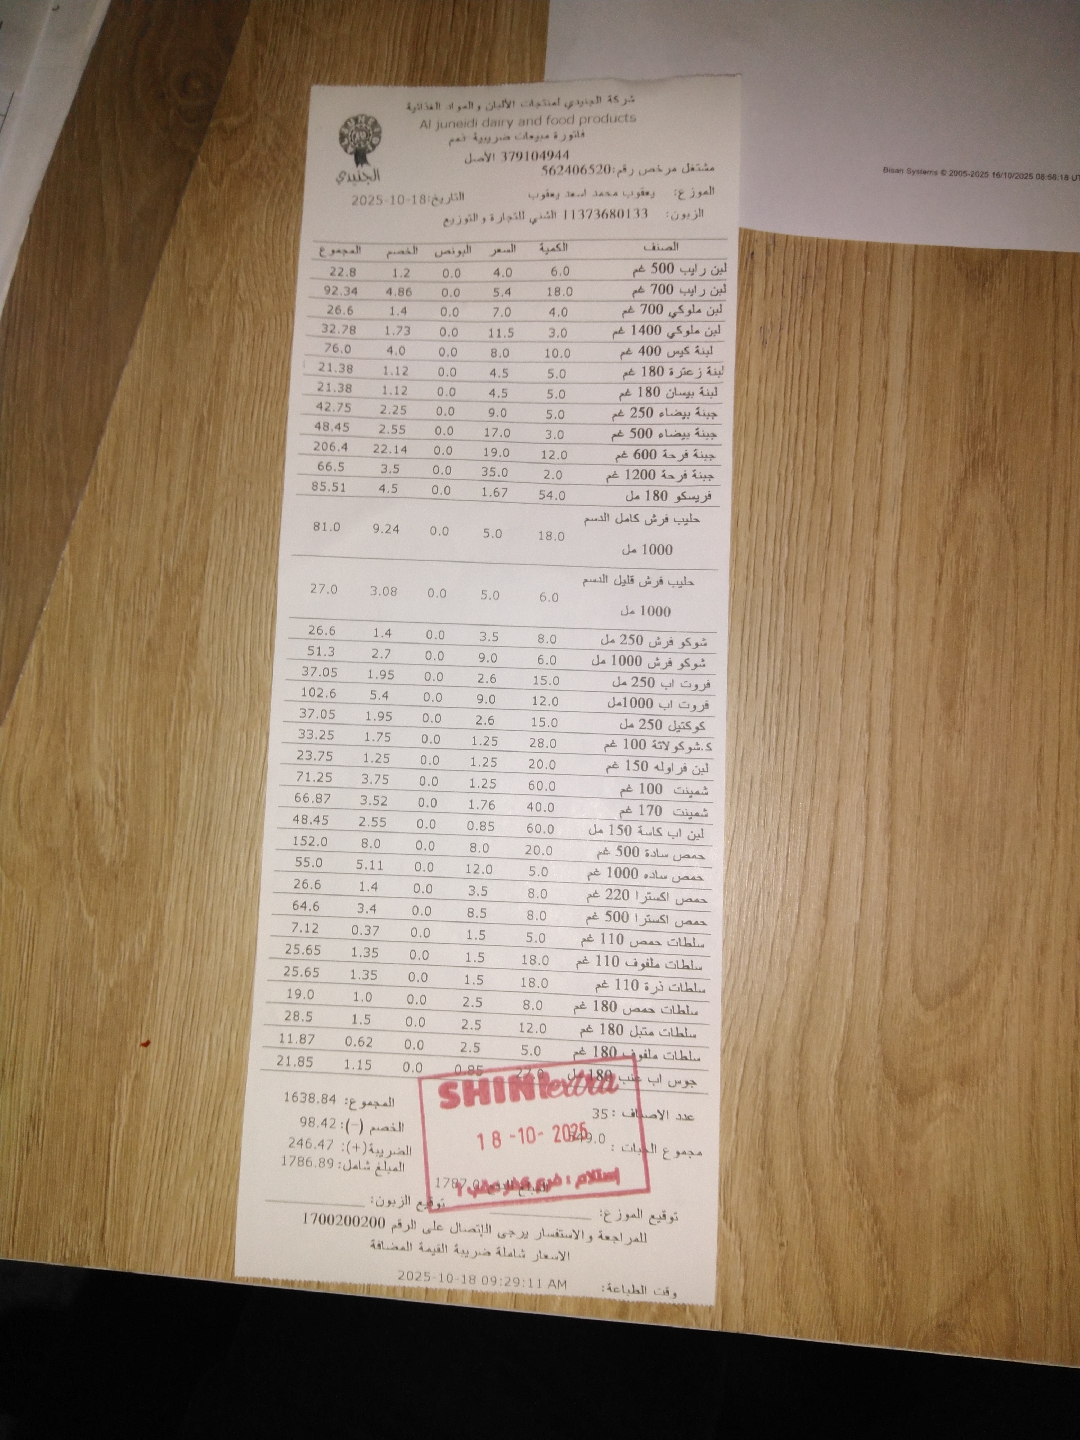 شركة الجنيدي لمنتجات الألبان والمواد الغذائية
Al juneidi dairy and food products
فاتورة مبيعات ضريبية ذمم
379104944 الأصل
مشتغل مرخص رقم:562406520
الموزع: يعقوب محمد اسعد يعقوب التاريخ:2025-10-18
الزبون: 11373680133 الشني للتجارة والتوزيع
الجنيدي
الصنف الكمية السعر البونص الخصم المجموع
لبن رايب 500 غم 6.0 4.0 0.0 1.2 22.8
لبن رايب 700 غم 18.0 5.4 0.0 4.86 92.34
لبن ملوكي 700 غم 4.0 7.0 0.0 1.4 26.6
لبن ملوكي 1400 غم 3.0 11.5 0.0 1.73 32.78
لبنة كيس 400 غم 10.0 8.0 0.0 4.0 76.0
لبنة زعترة 180 غم 5.0 4.5 0.0 1.12 21.38
لبنة بيسان 180 غم 5.0 4.5 0.0 1.12 21.38
جبنة بيضاء 250 غم 5.0 9.0 0.0 2.25 42.75
جبنة بيضاء 500 غم 3.0 17.0 0.0 2.55 48.45
جبنة فرحة 600 غم 12.0 19.0 0.0 22.14 206.4
جبنة فرحة 1200 غم 2.0 35.0 0.0 3.5 66.5
فريسكو 180 مل 54.0 1.67 0.0 4.5 85.51
حليب فرش كامل الدسم
1000 مل 18.0 5.0 0.0 9.24 81.0
حليب فرش قليل الدسم
1000 مل 6.0 5.0 0.0 3.08 27.0
شوكو فرش 250 مل 8.0 3.5 0.0 1.4 26.6
شوكو فرش 1000 مل 6.0 9.0 0.0 2.7 51.3
فروت اب 250 مل 15.0 2.6 0.0 1.95 37.05
فروت اب 1000مل 12.0 9.0 0.0 5.4 102.6
كوكتيل 250 مل 15.0 2.6 0.0 1.95 37.05
ك.شوكولاتة 100 غم 28.0 1.25 0.0 1.75 33.25
لبن فراوله 150 غم 20.0 1.25 0.0 1.25 23.75
شمينت 100 غم 60.0 1.25 0.0 3.75 71.25
شمينت 170 غم 40.0 1.76 0.0 3.52 66.87
لبن اب كاسة 150 مل 60.0 0.85 0.0 2.55 48.45
حمص سادة 500 غم 20.0 8.0 0.0 8.0 152.0
حمص ساده 1000 غم 5.0 12.0 0.0 5.11 55.0
حمص اكسترا 220 غم 8.0 3.5 0.0 1.4 26.6
حمص اكسترا 500 غم 8.0 8.5 0.0 3.4 64.6
سلطات حمص 110 غم 5.0 1.5 0.0 0.37 7.12
سلطات ملفوف 110 غم 18.0 1.5 0.0 1.35 25.65
سلطات ذرة 110 غم 18.0 1.5 0.0 1.35 25.65
سلطات حمص 180 غم 8.0 2.5 0.0 1.0 19.0
سلطات متبل 180 غم 12.0 2.5 0.0 1.5 28.5
سلطات ملفوف 180 غم 5.0 2.5 0.0 0.62 11.87
جوس اب عنب 180 مل 0.85 0.0 1.15 21.85
عدد الاصناف : 35 المجموع: 1638.84
الخصم (-): 98.42
مجموع الحبات : الضريبة(+): 246.47
المبلغ شامل: 1786.89
SHINI extra
18 -10- 2025
استلام :
توقيع الموزع: توقيع الزبون:
للمراجعة والاستفسار يرجى الإتصال على الرقم 1700200200
الاسعار شاملة ضريبة القيمة المضافة
وقت الطباعة: 2025-10-18 09:29:11 AM
Bisan Systems © 2005-2025 16/10/2025 08:56:18